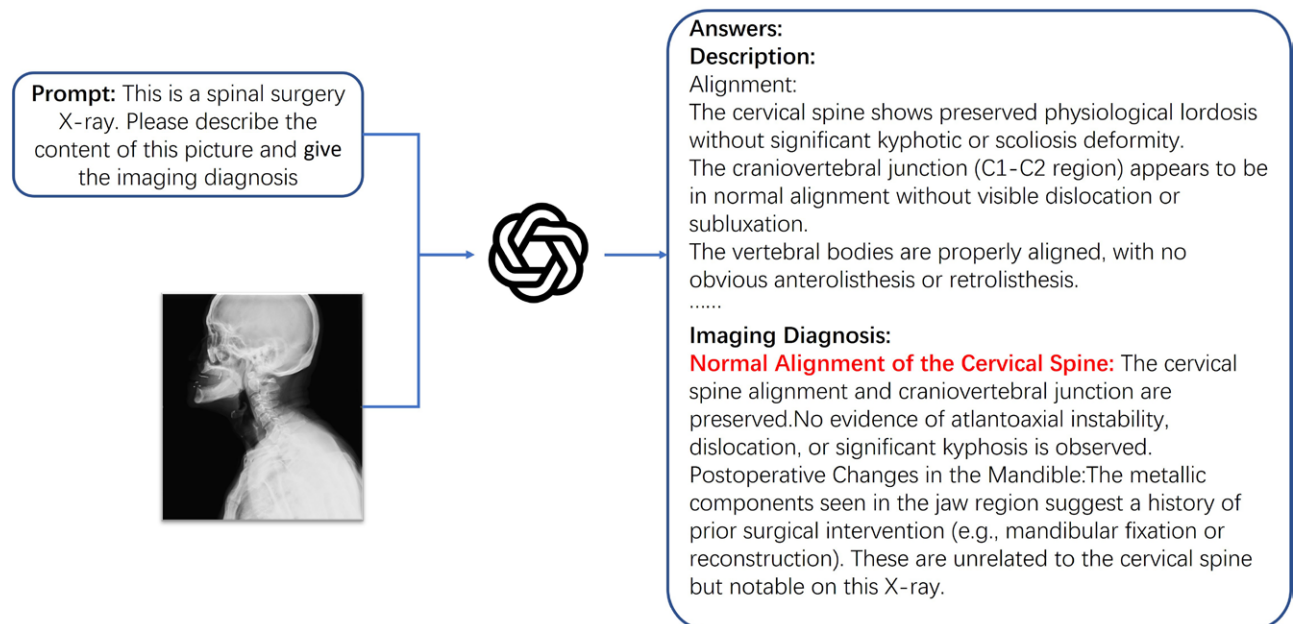 Prompt: This is a spinal surgery
X-ray. Please describe the
content of this picture and give
the imaging diagnosis
Answers:
Description:
Alignment:
The cervical spine shows preserved physiological lordosis
without significant kyphotic or scoliosis deformity.
The craniovertebral junction (C1-C2 region) appears to be
in normal alignment without visible dislocation or
subluxation.
The vertebral bodies are properly aligned, with no
obvious anterolisthesis or retrolisthesis.
......
Imaging Diagnosis:
Normal Alignment of the Cervical Spine: The cervical
spine alignment and craniovertebral junction are
preserved.No evidence of atlantoaxial instability,
dislocation, or significant kyphosis is observed.
Postoperative Changes in the Mandible:The metallic
components seen in the jaw region suggest a history of
prior surgical intervention (e.g., mandibular fixation or
reconstruction). These are unrelated to the cervical spine
but notable on this X-ray.